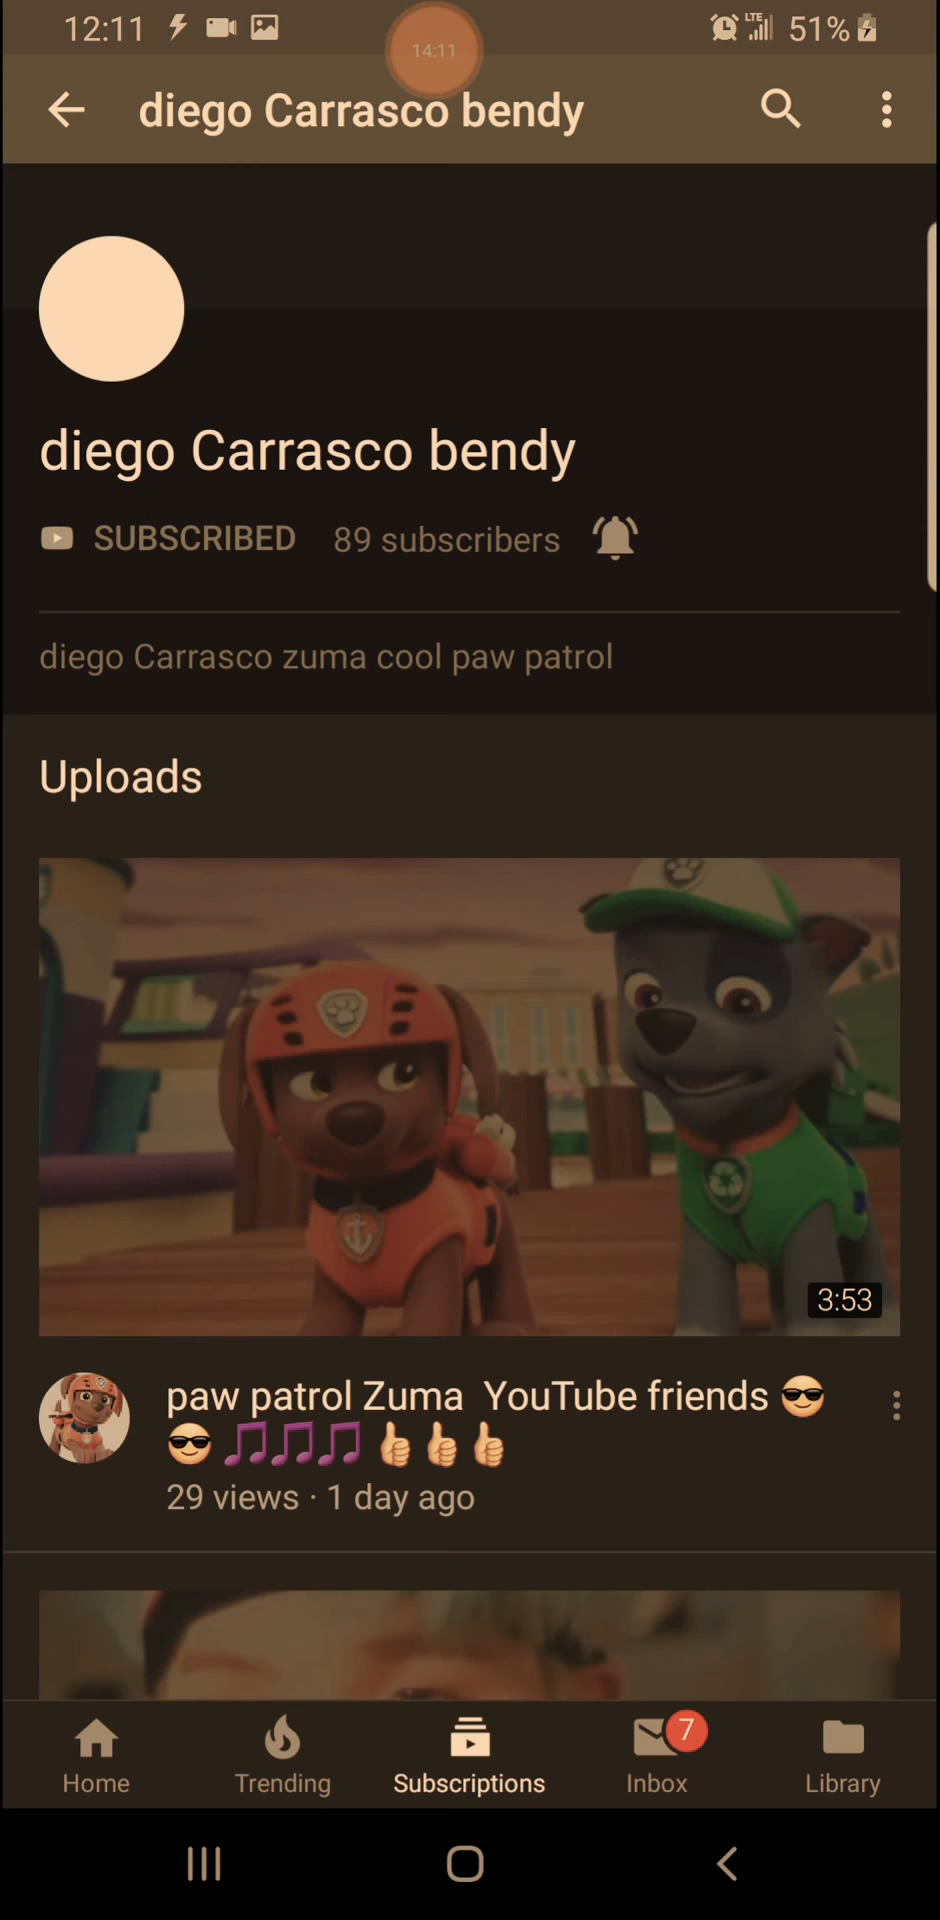 12:11
14:11
LTE
51%
diego Carrasco bendy
diego Carrasco bendy
SUBSCRIBED 89 subscribers
diego Carrasco zuma cool paw patrol
Uploads
3:53
paw patrol Zuma YouTube friends 😎
😎🎵🎵🎵👍👍👍
29 views · 1 day ago
7
Home Trending Subscriptions Inbox Library